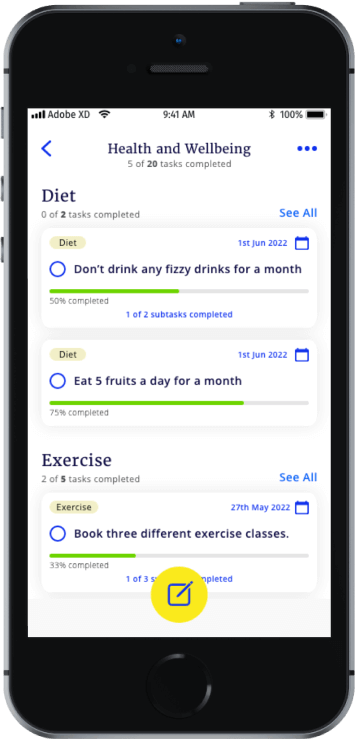 Adobe XD 9:41 AM 100%
Health and Wellbeing
5 of 20 tasks completed
Diet
0 of 2 tasks completed
See All
Diet
1st Jun 2022
Don't drink any fizzy drinks for a month
50% completed
1 of 2 subtasks completed
Diet
1st Jun 2022
Eat 5 fruits a day for a month
75% completed
Exercise
2 of 5 tasks completed
See All
Exercise
27th May 2022
Book three different exercise classes.
33% completed
1 of 3